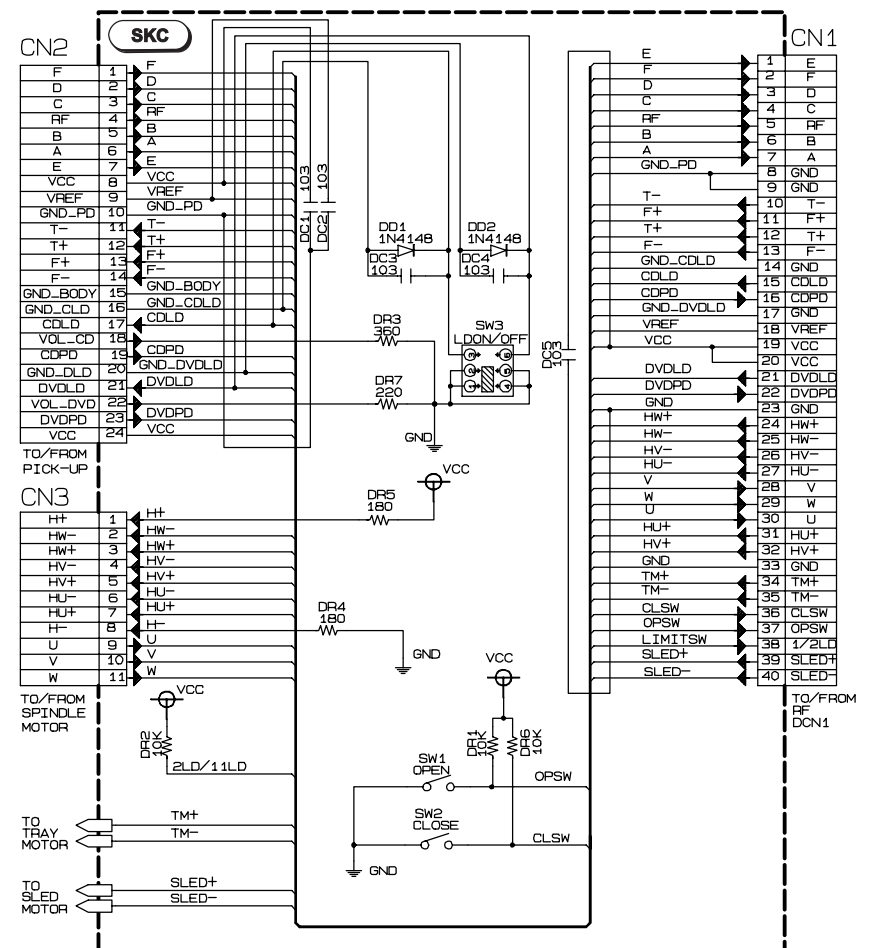 SKC
CN2
F 1 F
D 2 D
C 3 C
RF 4 RF
B 5 B
A 6 A
E 7 E
VCC 8 VCC
VREF 9 VREF
GND_PD 10 GND_PD
T- 11 T-
T+ 12 T+
F+ 13 F+
F- 14 F-
GND_BODY 15 GND_BODY
GND_CLD 16 GND_CDLD
CDLD 17 CDLD
VOL_CD 18
CDPD 19 CDPD
GND_DLD 20 GND_DVDLD
DVDLD 21 DVDLD
VOL_DVD 22
DVDPD 23 DVDPD
VCC 24 VCC
TO/FROM
PICK-UP
DC1 103
DC2 103
DD1
1N4148
DC3
103
DD2
1N4148
DC4
103
DR3
360
SW3
LDON/OFF
3 6
2 5
1 4
DR7
220
GND
DC5
103
CN1
E 1 E
F 2 F
D 3 D
C 4 C
RF 5 RF
B 6 B
A 7 A
GND_PD 8 GND
9 GND
T- 10 T-
F+ 11 F+
T+ 12 T+
F- 13 F-
GND_CDLD 14 GND
CDLD 15 CDLD
CDPD 16 CDPD
GND_DVDLD 17 GND
VREF 18 VREF
VCC 19 VCC
20 VCC
DVDLD 21 DVDLD
DVDPD 22 DVDPD
GND 23 GND
HW+ 24 HW+
HW- 25 HW-
HV- 26 HV-
HU- 27 HU-
V 28 V
W 29 W
U 30 U
HU+ 31 HU+
HV+ 32 HV+
GND 33 GND
TM+ 34 TM+
TM- 35 TM-
CLSW 36 CLSW
OPSW 37 OPSW
LIMITSW 38 1/2LD
SLED+ 39 SLED+
SLED- 40 SLED-
TO/FROM
RF
DCN1
CN3
H+ 1 H+
HW- 2 HW-
HW+ 3 HW+
HV- 4 HV-
HV+ 5 HV+
HU- 6 HU-
HU+ 7 HU+
H- 8 H-
U 9 U
V 10 V
W 11 W
TO/FROM
SPINDLE
MOTOR
VCC
DR5
180
DR4
180
GND
VCC
DR2
10K
2LD/11LD
VCC
DR1
10K
DR6
10K
SW1
OPEN
OPSW
SW2
CLOSE
CLSW
GND
TO
TRAY
MOTOR
TM+
TM-
TO
SLED
MOTOR
SLED+
SLED-